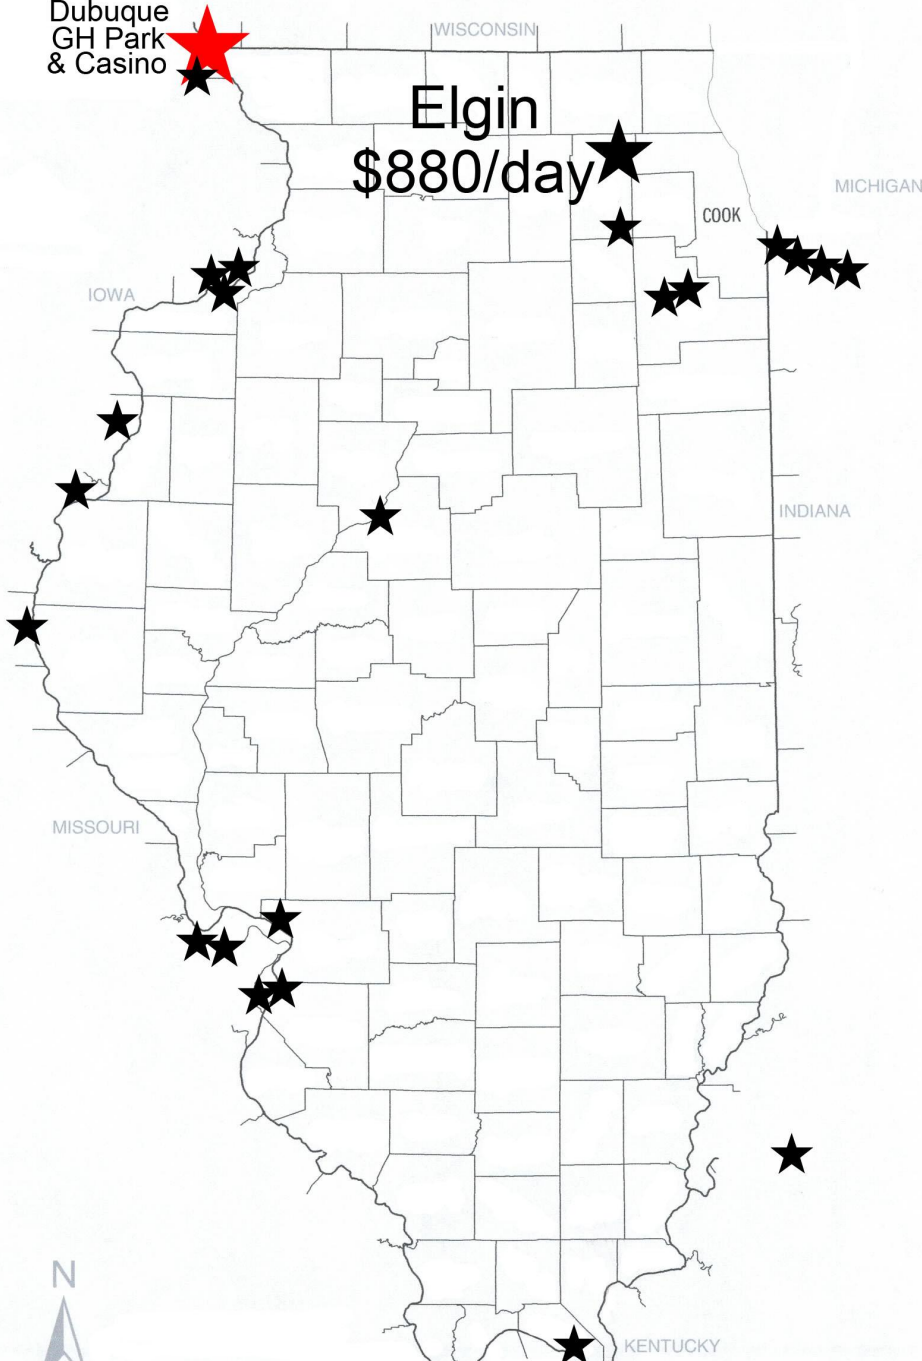 Dubuque
GH Park
& Casino
WISCONSIN
Elgin
$880/day
MICHIGAN
COOK
IOWA
INDIANA
MISSOURI
N
KENTUCKY